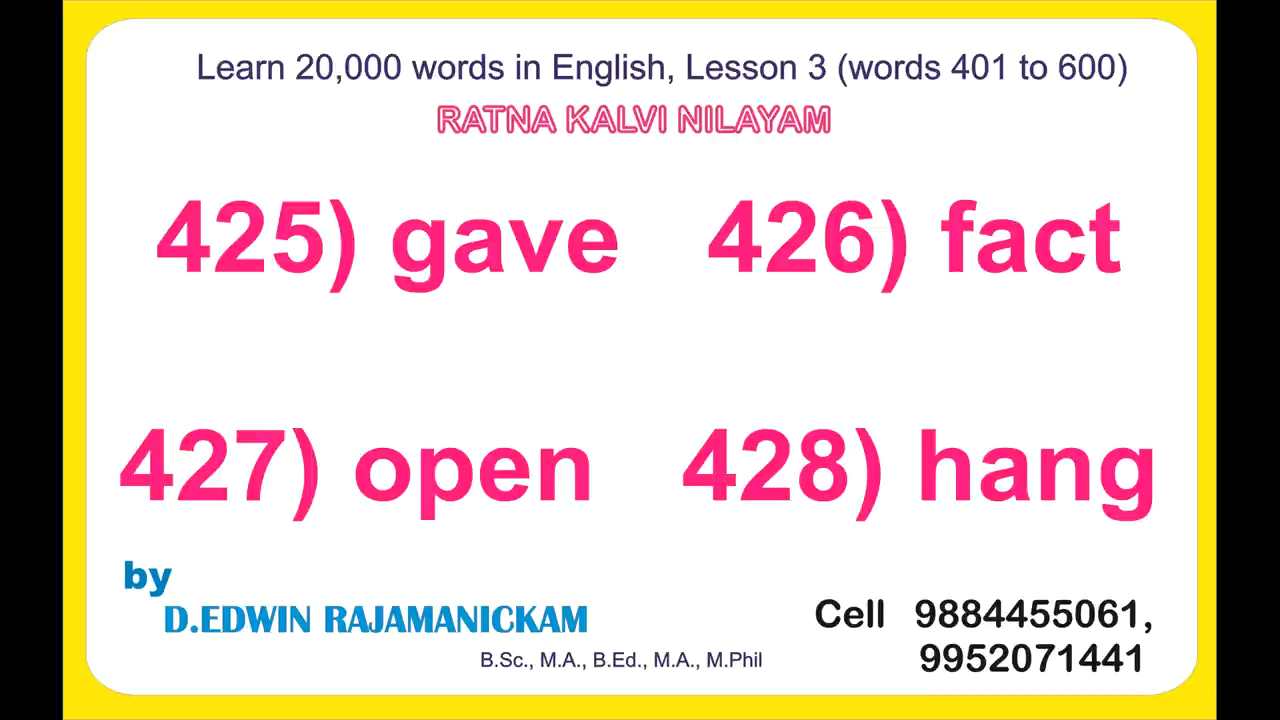 Learn 20,000 words in English, Lesson 3 (words 401 to 600)
RATNA KALVI NILAYAM
425) gave 426) fact
427) open 428) hang
by
D.EDWIN RAJAMANICKAM
B.Sc., M.A., B.Ed., M.A., M.Phil
Cell 9884455061,
9952071441